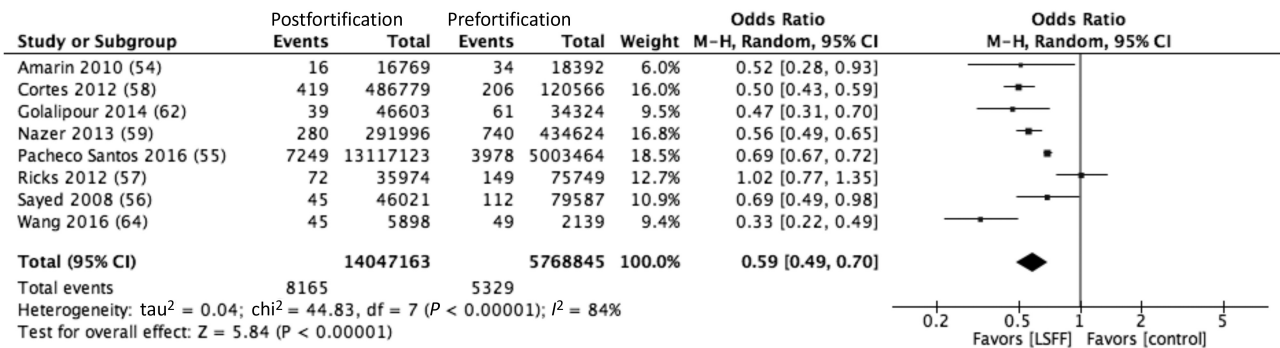 Postfortification Prefortification Odds Ratio Odds Ratio
Study or Subgroup Events Total Events Total Weight M-H, Random, 95% CI M-H, Random, 95% CI
Amarin 2010 (54) 16 16769 34 18392 6.0% 0.52 [0.28, 0.93]
Cortes 2012 (58) 419 486779 206 120566 16.0% 0.50 [0.43, 0.59]
Golalipour 2014 (62) 39 46603 61 34324 9.5% 0.47 [0.31, 0.70]
Nazer 2013 (59) 280 291996 740 434624 16.8% 0.56 [0.49, 0.65]
Pacheco Santos 2016 (55) 7249 13117123 3978 5003464 18.5% 0.69 [0.67, 0.72]
Ricks 2012 (57) 72 35974 149 75749 12.7% 1.02 [0.77, 1.35]
Sayed 2008 (56) 45 46021 112 79587 10.9% 0.69 [0.49, 0.98]
Wang 2016 (64) 45 5898 49 2139 9.4% 0.33 [0.22, 0.49]
Total (95% CI) 14047163 5768845 100.0% 0.59 [0.49, 0.70]
Total events 8165 5329
Heterogeneity: tau² = 0.04; chi² = 44.83, df = 7 (P < 0.00001); I² = 84%
Test for overall effect: Z = 5.84 (P < 0.00001)
0.2 0.5 1 2 5
Favors [LSFF] Favors [control]